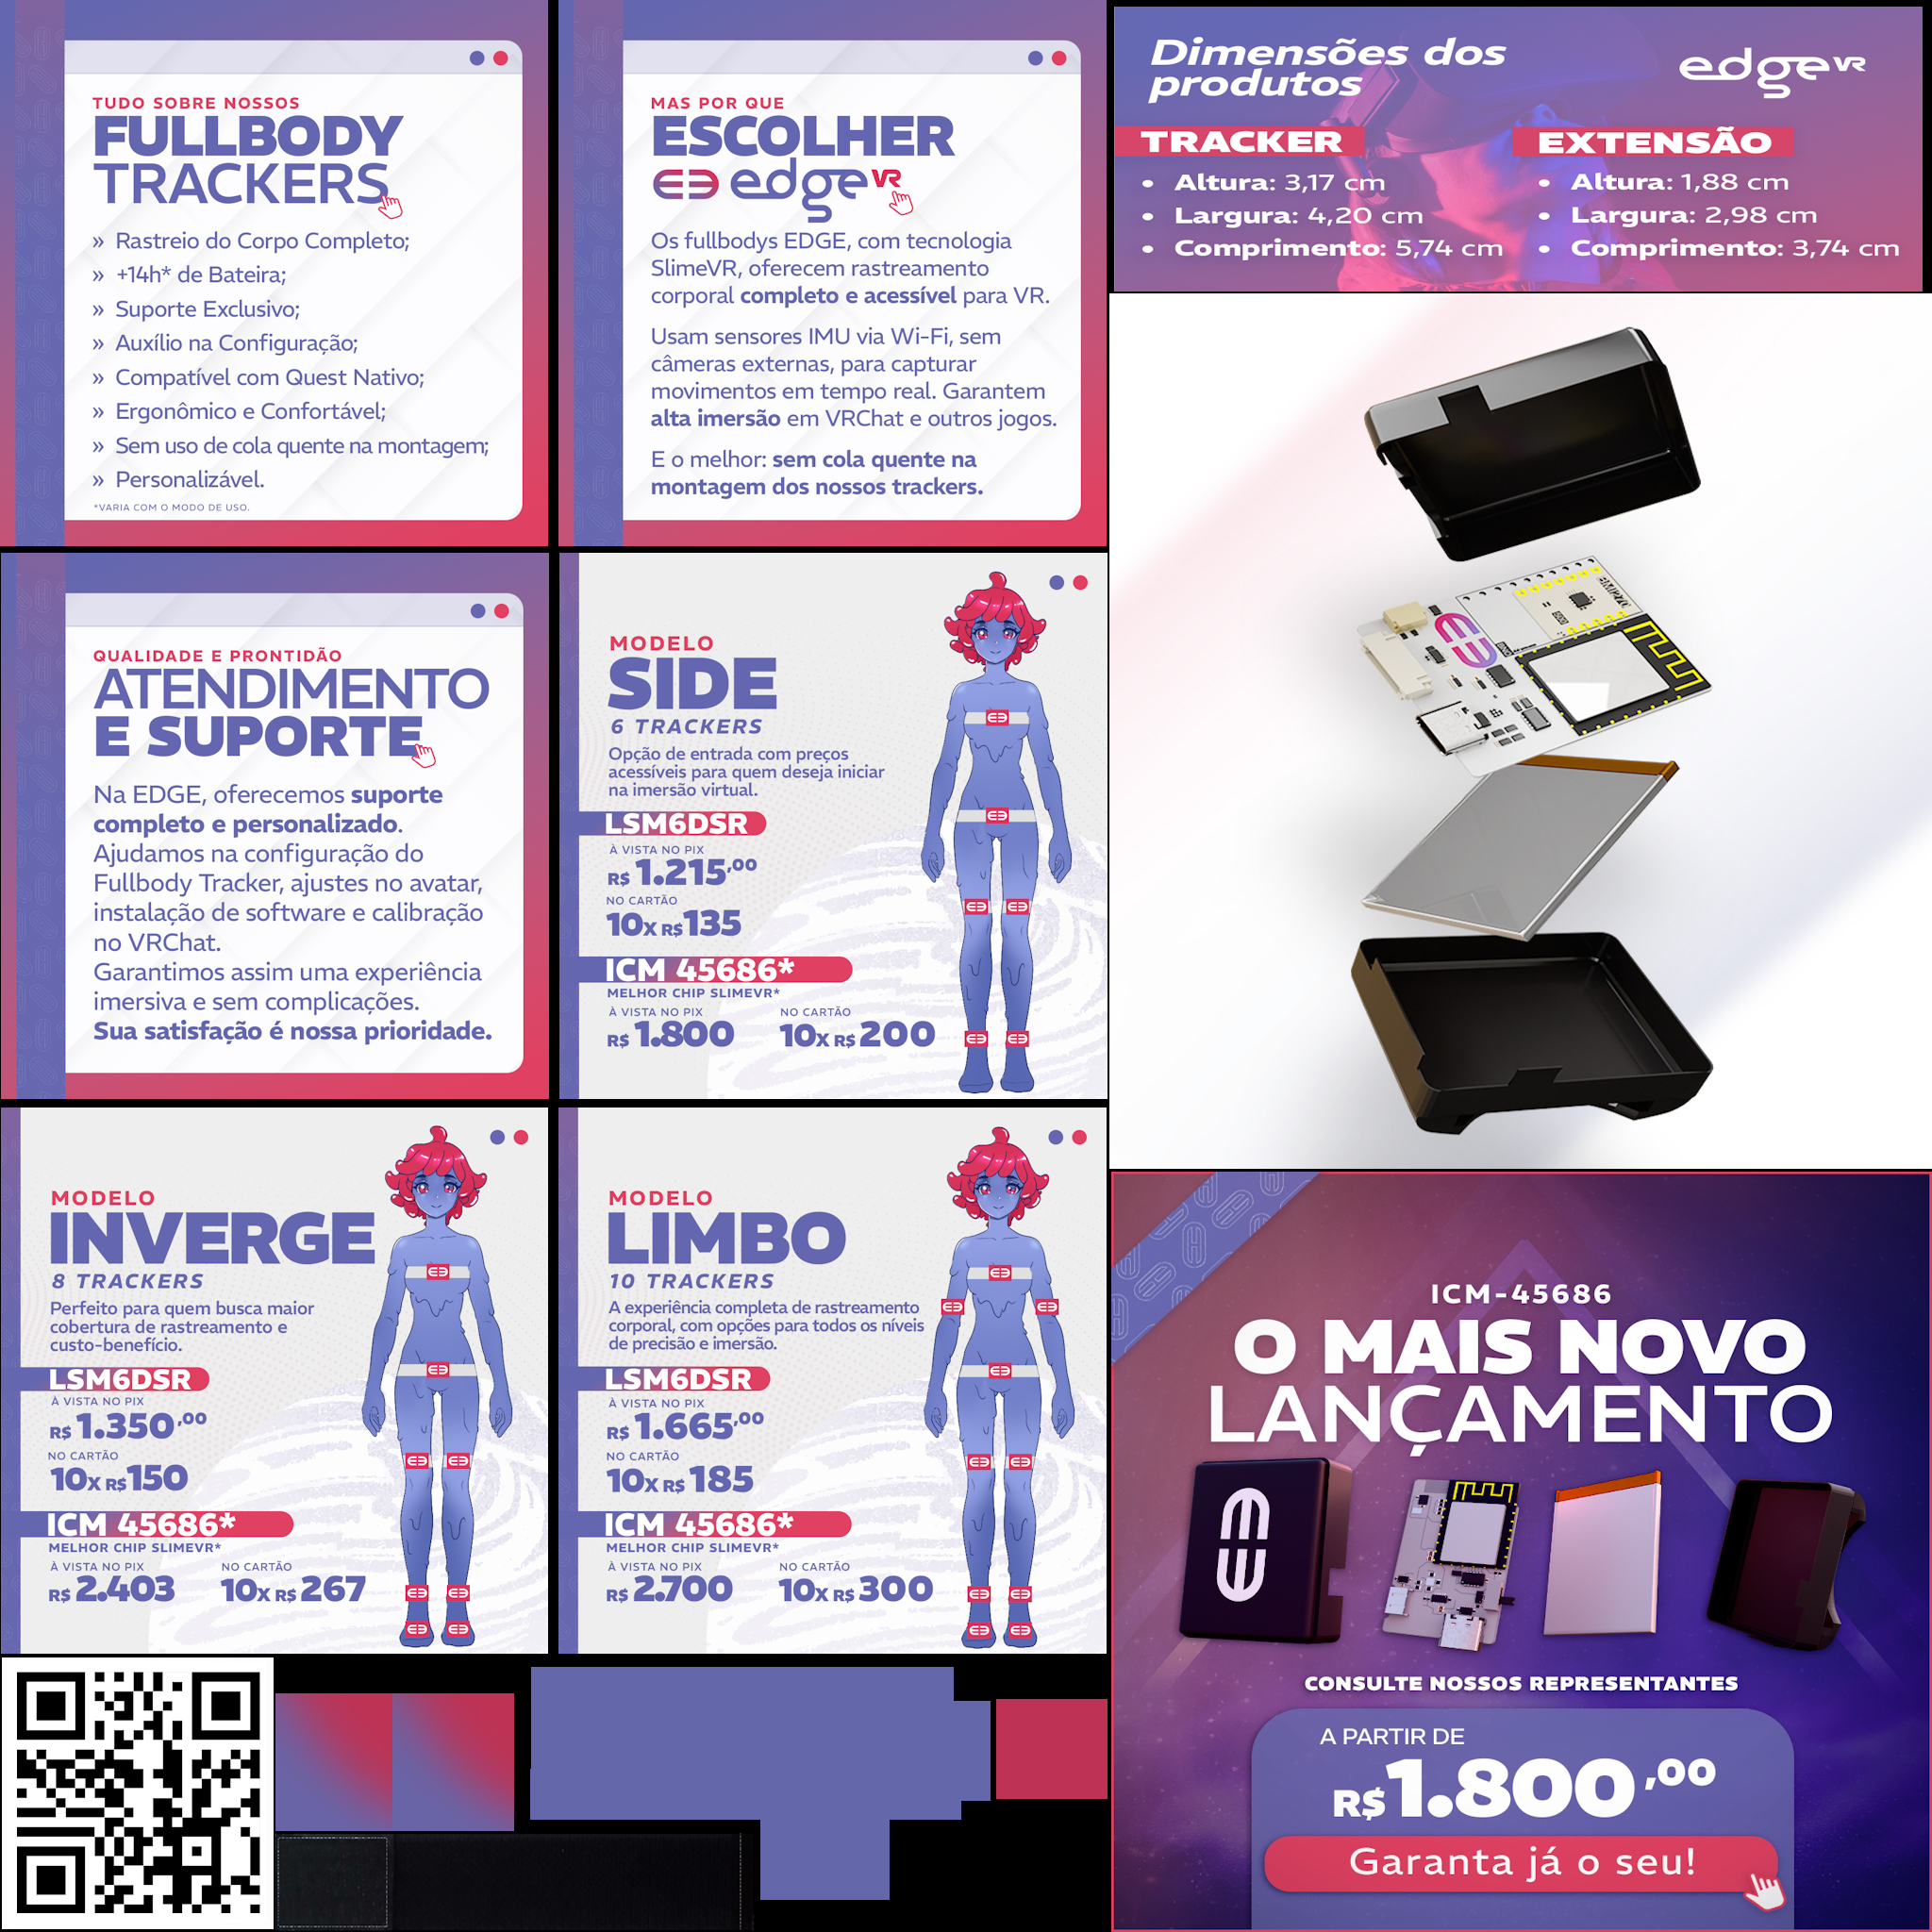 TUDO SOBRE NOSSOS
FULLBODY
TRACKERS
» Rastreio do Corpo Completo;
» +14h* de Bateira;
» Suporte Exclusivo;
» Auxílio na Configuração;
» Compatível com Quest Nativo;
» Ergonômico e Confortável;
» Sem uso de cola quente na montagem;
» Personalizável.
*VARIA COM O MODO DE USO.
MAS POR QUE
ESCOLHER
edge VR
Os fullbodys EDGE, com tecnologia
SlimeVR, oferecem rastreamento
corporal completo e acessível para VR.
Usam sensores IMU via Wi-Fi, sem
câmeras externas, para capturar
movimentos em tempo real. Garantem
alta imersão em VRChat e outros jogos.
E o melhor: sem cola quente na
montagem dos nossos trackers.
Dimensões dos
produtos
edge VR
TRACKER
• Altura: 3,17 cm
• Largura: 4,20 cm
• Comprimento: 5,74 cm
EXTENSÃO
• Altura: 1,88 cm
• Largura: 2,98 cm
• Comprimento: 3,74 cm
QUALIDADE E PRONTIDÃO
ATENDIMENTO
E SUPORTE
Na EDGE, oferecemos suporte
completo e personalizado.
Ajudamos na configuração do
Fullbody Tracker, ajustes no avatar,
instalação de software e calibração
no VRChat.
Garantimos assim uma experiência
imersiva e sem complicações.
Sua satisfação é nossa prioridade.
MODELO
SIDE
6 TRACKERS
Opção de entrada com preços
acessíveis para quem deseja iniciar
na imersão virtual.
LSM6DSR
À VISTA NO PIX
R$ 1.215,00
NO CARTÃO
10x R$ 135
ICM 45686*
MELHOR CHIP SLIMEVR*
À VISTA NO PIX NO CARTÃO
R$ 1.800 10x R$ 200
MODELO
INVERGE
8 TRACKERS
Perfeito para quem busca maior
cobertura de rastreamento e
custo-benefício.
LSM6DSR
À VISTA NO PIX
R$ 1.350,00
NO CARTÃO
10x R$ 150
ICM 45686*
MELHOR CHIP SLIMEVR*
À VISTA NO PIX NO CARTÃO
R$ 2.403 10x R$ 267
MODELO
LIMBO
10 TRACKERS
A experiência completa de rastreamento
corporal, com opções para todos os níveis
de precisão e imersão.
LSM6DSR
À VISTA NO PIX
R$ 1.665,00
NO CARTÃO
10x R$ 185
ICM 45686*
MELHOR CHIP SLIMEVR*
À VISTA NO PIX NO CARTÃO
R$ 2.700 10x R$ 300
ICM-45686
O MAIS NOVO
LANÇAMENTO
CONSULTE NOSSOS REPRESENTANTES
A PARTIR DE
R$ 1.800,00
Garanta já o seu!